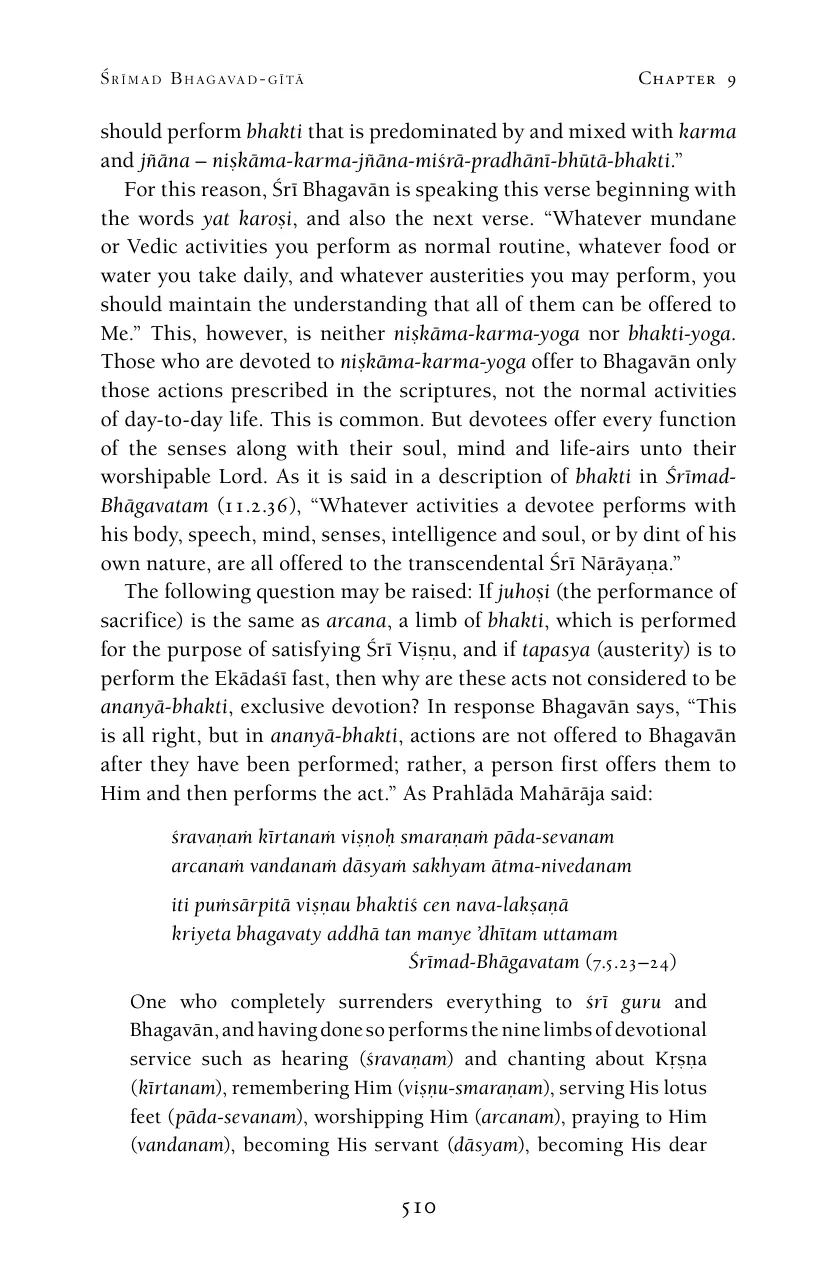 Śrīmad Bhagavad-gītā Chapter 9
should perform bhakti that is predominated by and mixed with karma
and jñāna – niṣkāma-karma-jñāna-miśrā-pradhānī-bhūtā-bhakti.”
For this reason, Śrī Bhagavān is speaking this verse beginning with
the words yat karoṣi, and also the next verse. “Whatever mundane
or Vedic activities you perform as normal routine, whatever food or
water you take daily, and whatever austerities you may perform, you
should maintain the understanding that all of them can be offered to
Me.” This, however, is neither niṣkāma-karma-yoga nor bhakti-yoga.
Those who are devoted to niṣkāma-karma-yoga offer to Bhagavān only
those actions prescribed in the scriptures, not the normal activities
of day-to-day life. This is common. But devotees offer every function
of the senses along with their soul, mind and life-airs unto their
worshipable Lord. As it is said in a description of bhakti in Śrīmad-
Bhāgavatam (11.2.36), “Whatever activities a devotee performs with
his body, speech, mind, senses, intelligence and soul, or by dint of his
own nature, are all offered to the transcendental Śrī Nārāyaṇa.”
The following question may be raised: If juhoṣi (the performance of
sacrifice) is the same as arcana, a limb of bhakti, which is performed
for the purpose of satisfying Śrī Viṣṇu, and if tapasya (austerity) is to
perform the Ekādaśī fast, then why are these acts not considered to be
ananyā-bhakti, exclusive devotion? In response Bhagavān says, “This
is all right, but in ananyā-bhakti, actions are not offered to Bhagavān
after they have been performed; rather, a person first offers them to
Him and then performs the act.” As Prahlāda Mahārāja said:
śravaṇaṁ kīrtanaṁ viṣṇoḥ smaraṇaṁ pāda-sevanam
arcanaṁ vandanaṁ dāsyaṁ sakhyam ātma-nivedanam
iti puṁsārpitā viṣṇau bhaktiś cen nava-lakṣaṇā
kriyeta bhagavaty addhā tan manye ’dhītam uttamam
Śrīmad-Bhāgavatam (7.5.23–24)
One who completely surrenders everything to śrī guru and
Bhagavān, and having done so performs the nine limbs of devotional
service such as hearing (śravaṇam) and chanting about Kṛṣṇa
(kīrtanam), remembering Him (viṣṇu-smaraṇam), serving His lotus
feet (pāda-sevanam), worshipping Him (arcanam), praying to Him
(vandanam), becoming His servant (dāsyam), becoming His dear
510